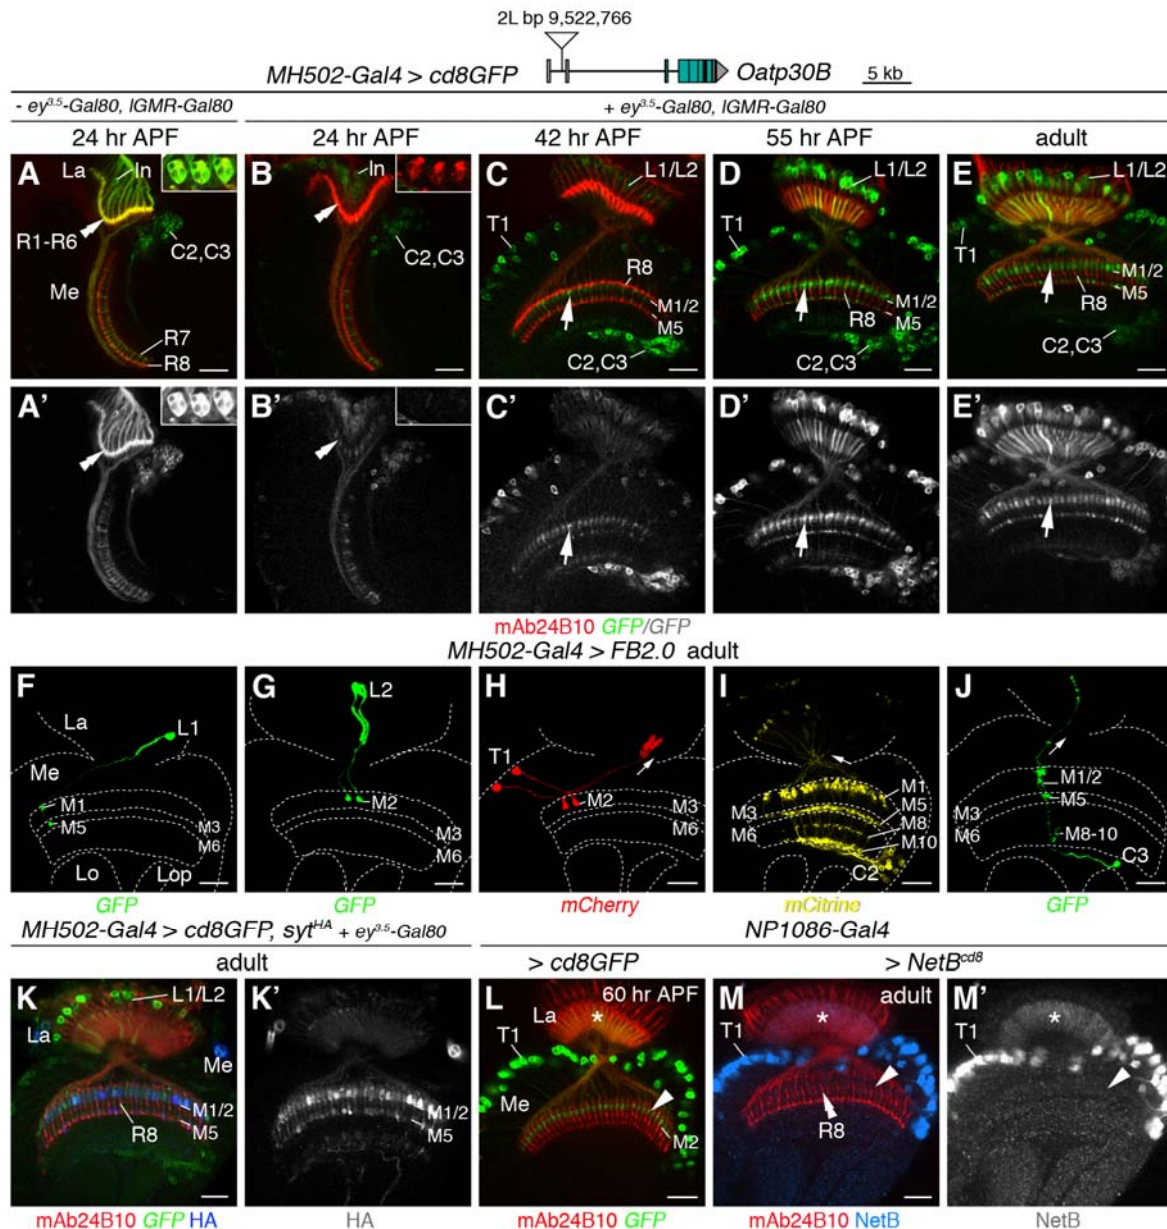 2L bp 9,522,766
MH502-Gal4 > cd8GFP
Oatp30B
5 kb
- ey3.5-Gal80, lGMR-Gal80
+ ey3.5-Gal80, lGMR-Gal80
24 hr APF
24 hr APF
42 hr APF
55 hr APF
adult
A La In R1-R6 C2,C3 Me R7 R8
B In C2,C3
C L1/L2 T1 R8 M1/2 M5 C2, C3
D L1/L2 T1 M1/2 R8 M5 C2, C3
E L1/L2 T1 M1/2 R8 M5 C2, C3
A'
B'
C'
D'
E'
mAb24B10 GFP/GFP
MH502-Gal4 > FB2.0 adult
F La L1 Me M1 M5 M3 M6 Lo Lop
G L2 M2 M3 M6
H T1 M2 M3 M6
I M1 M5 M3 M8 M6 M10 C2
J M1/2 M5 M3 M6 M8-10 C3
GFP
GFP
mCherry
mCitrine
GFP
MH502-Gal4 > cd8GFP, sytHA + ey3.5-Gal80
NP1086-Gal4
adult
> cd8GFP
> NetBcd8
K L1/L2 La Me M1/2 M5 R8
K' M1/2 M5
L 60 hr APF La * T1 Me M2
M adult * T1 R8
M' * T1
mAb24B10 GFP HA
HA
mAb24B10 GFP
mAb24B10 NetB
NetB